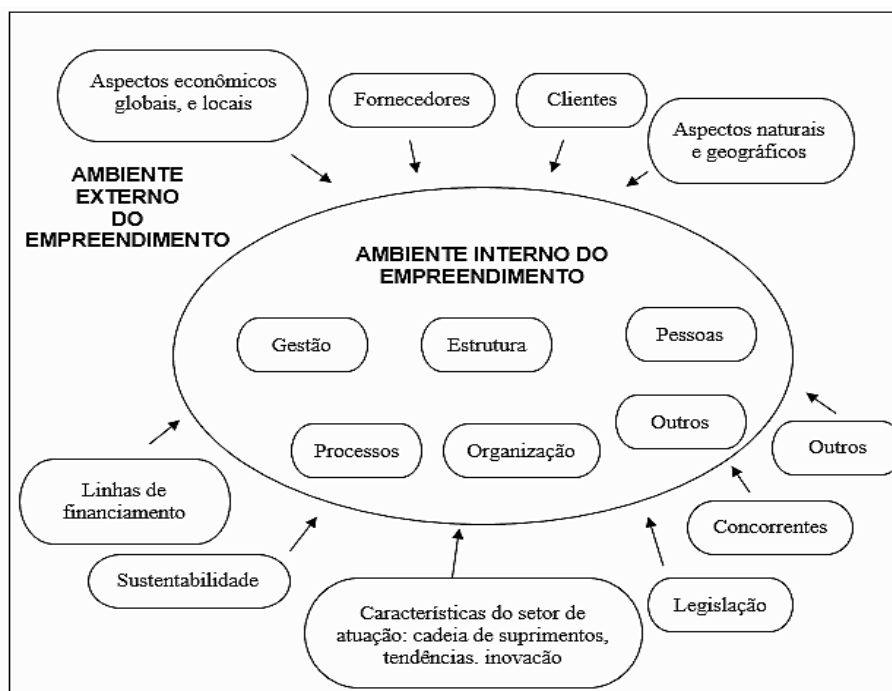 Aspectos econômicos
globais, e locais
Fornecedores
Clientes
Aspectos naturais
e geográficos
AMBIENTE
EXTERNO
DO
EMPREENDIMENTO
AMBIENTE INTERNO DO
EMPREENDIMENTO
Gestão
Estrutura
Pessoas
Processos
Organização
Outros
Outros
Linhas de
financiamento
Concorrentes
Sustentabilidade
Legislação
Características do setor de
atuação: cadeia de suprimentos,
tendências. inovacão